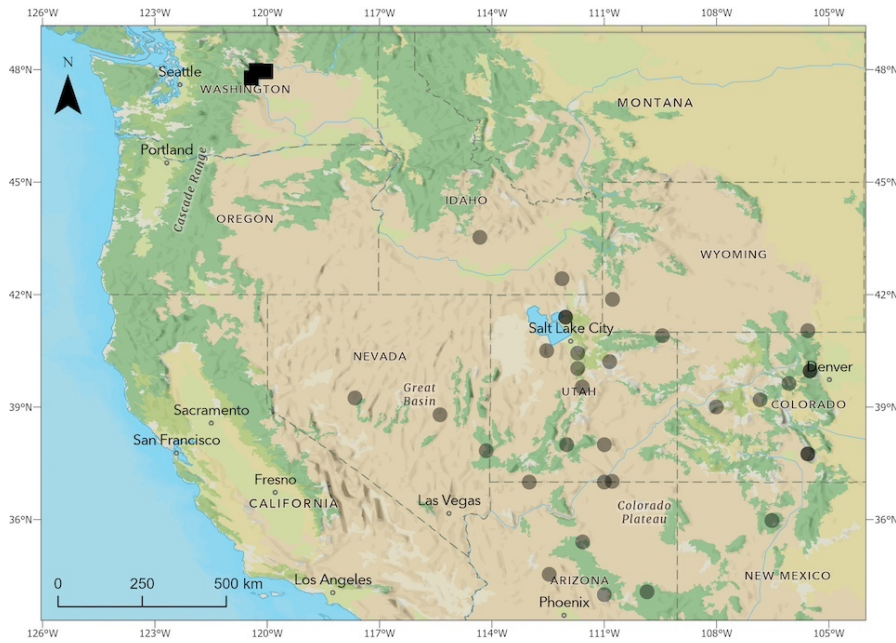 126°W 123°W 120°W 117°W 114°W 111°W 108°W 105°W
N
48°N 48°N
Seattle
WASHINGTON
MONTANA
Portland
Cascade Range
45°N 45°N
IDAHO
OREGON
WYOMING
42°N 42°N
Salt Lake City
NEVADA
Great
Basin
Denver
UTAH
COLORADO
39°N 39°N
Sacramento
San Francisco
Fresno
CALIFORNIA
Las Vegas
Colorado
Plateau
36°N 36°N
Los Angeles
ARIZONA
NEW MEXICO
Phoenix
0 250 500 km
126°W 123°W 120°W 117°W 114°W 111°W 108°W 105°W